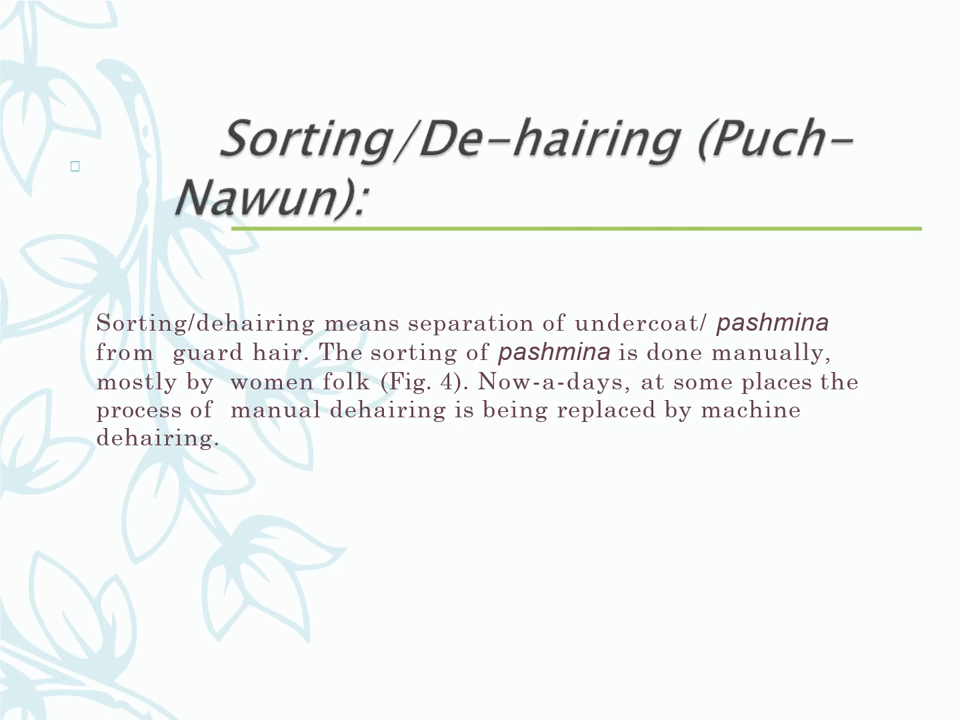 Sorting/De-hairing (Puch-
Nawun):
Sorting/dehairing means separation of undercoat/ pashmina
from guard hair. The sorting of pashmina is done manually,
mostly by women folk (Fig. 4). Now-a-days, at some places the
process of manual dehairing is being replaced by machine
dehairing.